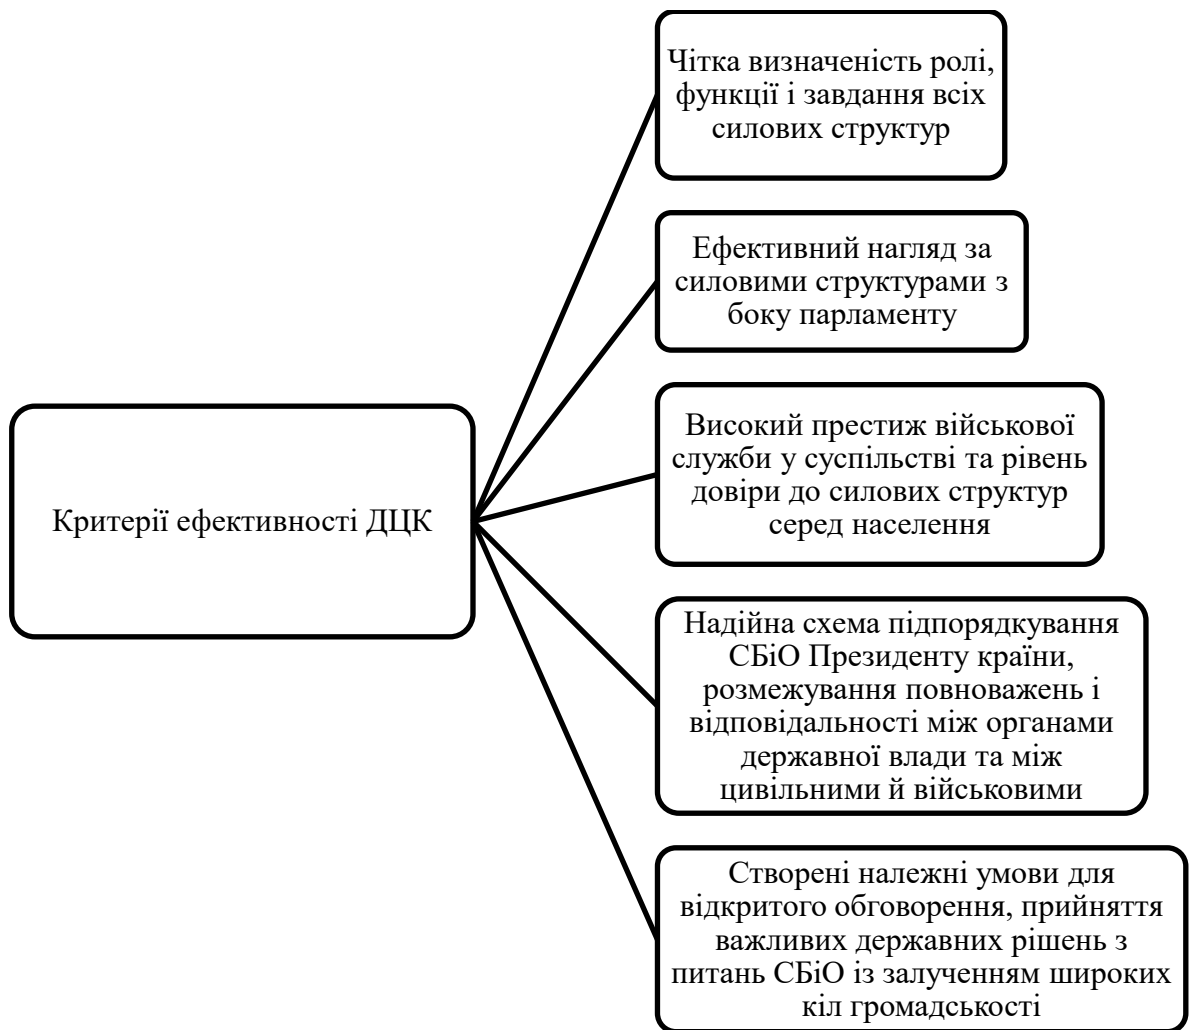 Чітка визначеність ролі,
функції і завдання всіх
силових структур
Ефективний нагляд за
силовими структурами з
боку парламенту
Високий престиж військової
служби у суспільстві та рівень
довіри до силових структур
серед населення
Критерії ефективності ДЦК
Надійна схема підпорядкування
СБіО Президенту країни,
розмежування повноважень і
відповідальності між органами
державної влади та між
цивільними й військовими
Створені належні умови для
відкритого обговорення, прийняття
важливих державних рішень з
питань СБіО із залученням широких
кіл громадськості